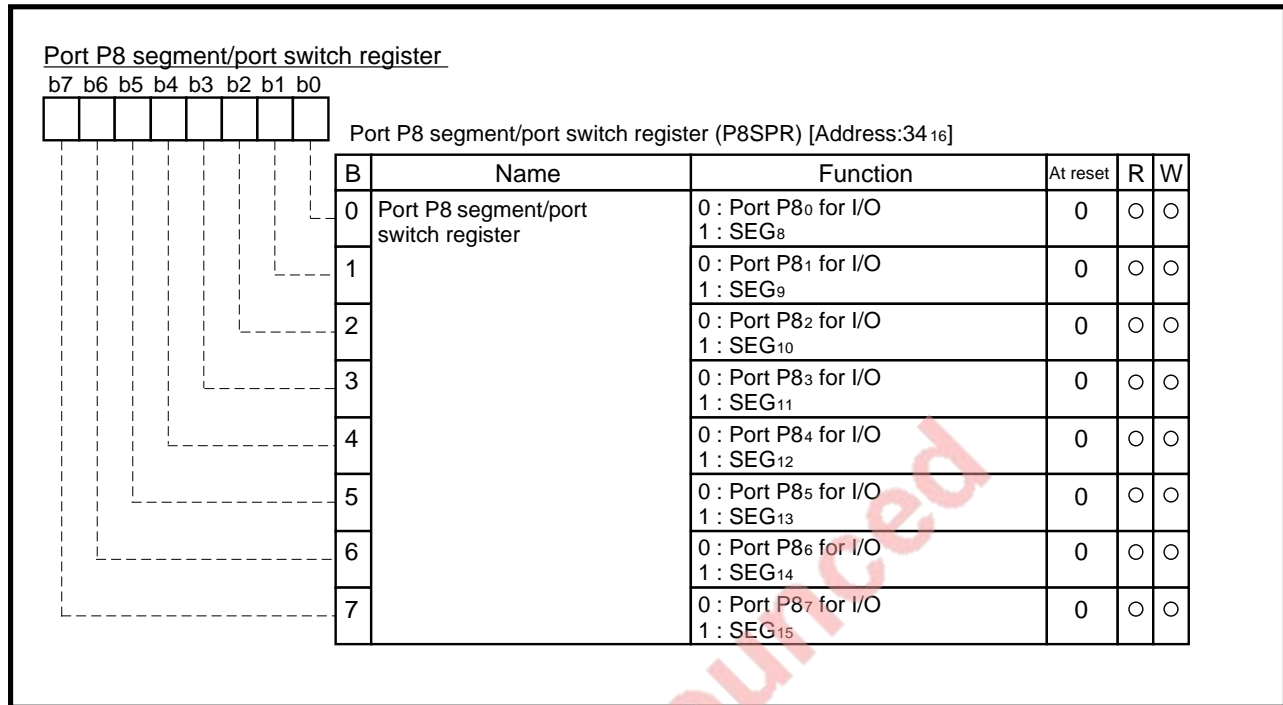 Port P8 segment/port switch register
b7 b6 b5 b4 b3 b2 b1 b0
Port P8 segment/port switch register (P8SPR) [Address:34₁₆]
B Name Function At reset R W
0 Port P8 segment/port 0 : Port P8₀ for I/O 0 ○ ○
switch register 1 : SEG₈
1 0 : Port P8₁ for I/O 0 ○ ○
1 : SEG₉
2 0 : Port P8₂ for I/O 0 ○ ○
1 : SEG₁₀
3 0 : Port P8₃ for I/O 0 ○ ○
1 : SEG₁₁
4 0 : Port P8₄ for I/O 0 ○ ○
1 : SEG₁₂
5 0 : Port P8₅ for I/O 0 ○ ○
1 : SEG₁₃
6 0 : Port P8₆ for I/O 0 ○ ○
1 : SEG₁₄
7 0 : Port P8₇ for I/O 0 ○ ○
1 : SEG₁₅